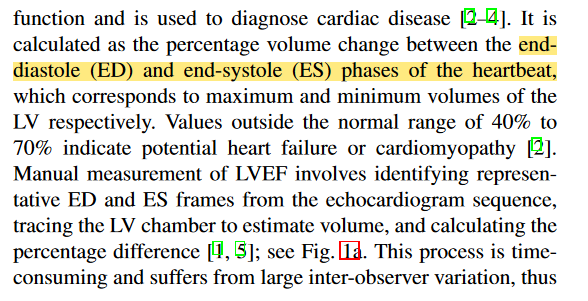 function and is used to diagnose cardiac disease [2–4]. It is
calculated as the percentage volume change between the end-
diastole (ED) and end-systole (ES) phases of the heartbeat,
which corresponds to maximum and minimum volumes of the
LV respectively. Values outside the normal range of 40% to
70% indicate potential heart failure or cardiomyopathy [2].
Manual measurement of LVEF involves identifying represen-
tative ED and ES frames from the echocardiogram sequence,
tracing the LV chamber to estimate volume, and calculating the
percentage difference [1, 5]; see Fig. 1a. This process is time-
consuming and suffers from large inter-observer variation, thus